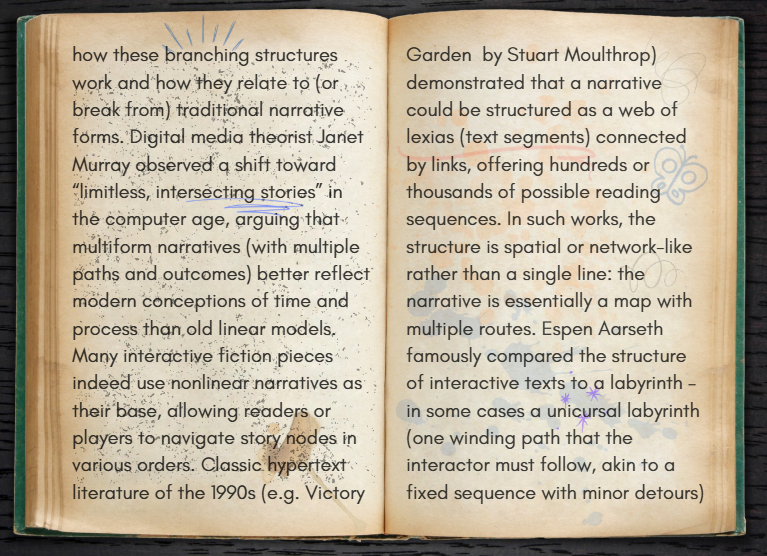 how these branching structures
work and how they relate to (or
break from) traditional narrative
forms. Digital media theorist Janet
Murray observed a shift toward
“limitless, intersecting stories” in
the computer age, arguing that
multiform narratives (with multiple
paths and outcomes) better reflect
modern conceptions of time and
process than old linear models.
Many interactive fiction pieces
indeed use nonlinear narratives as
their base, allowing readers or
players to navigate story nodes in
various orders. Classic hypertext
literature of the 1990s (e.g. Victory
Garden by Stuart Moulthrop)
demonstrated that a narrative
could be structured as a web of
lexias (text segments) connected
by links, offering hundreds or
thousands of possible reading
sequences. In such works, the
structure is spatial or network-like
rather than a single line: the
narrative is essentially a map with
multiple routes. Espen Aarseth
famously compared the structure
of interactive texts to a labyrinth –
in some cases a unicursal labyrinth
(one winding path that the
interactor must follow, akin to a
fixed sequence with minor detours)